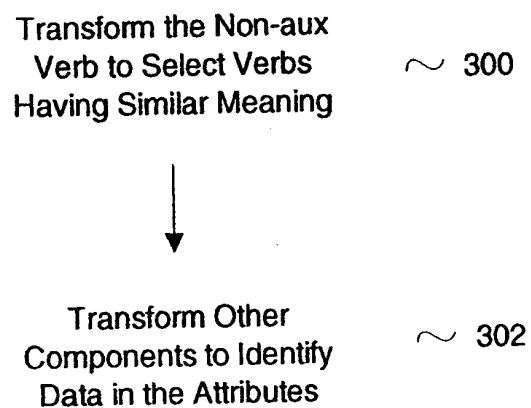 Transform the Non-aux
Verb to Select Verbs
Having Similar Meaning
~ 300
Transform Other
Components to Identify
Data in the Attributes
~ 302